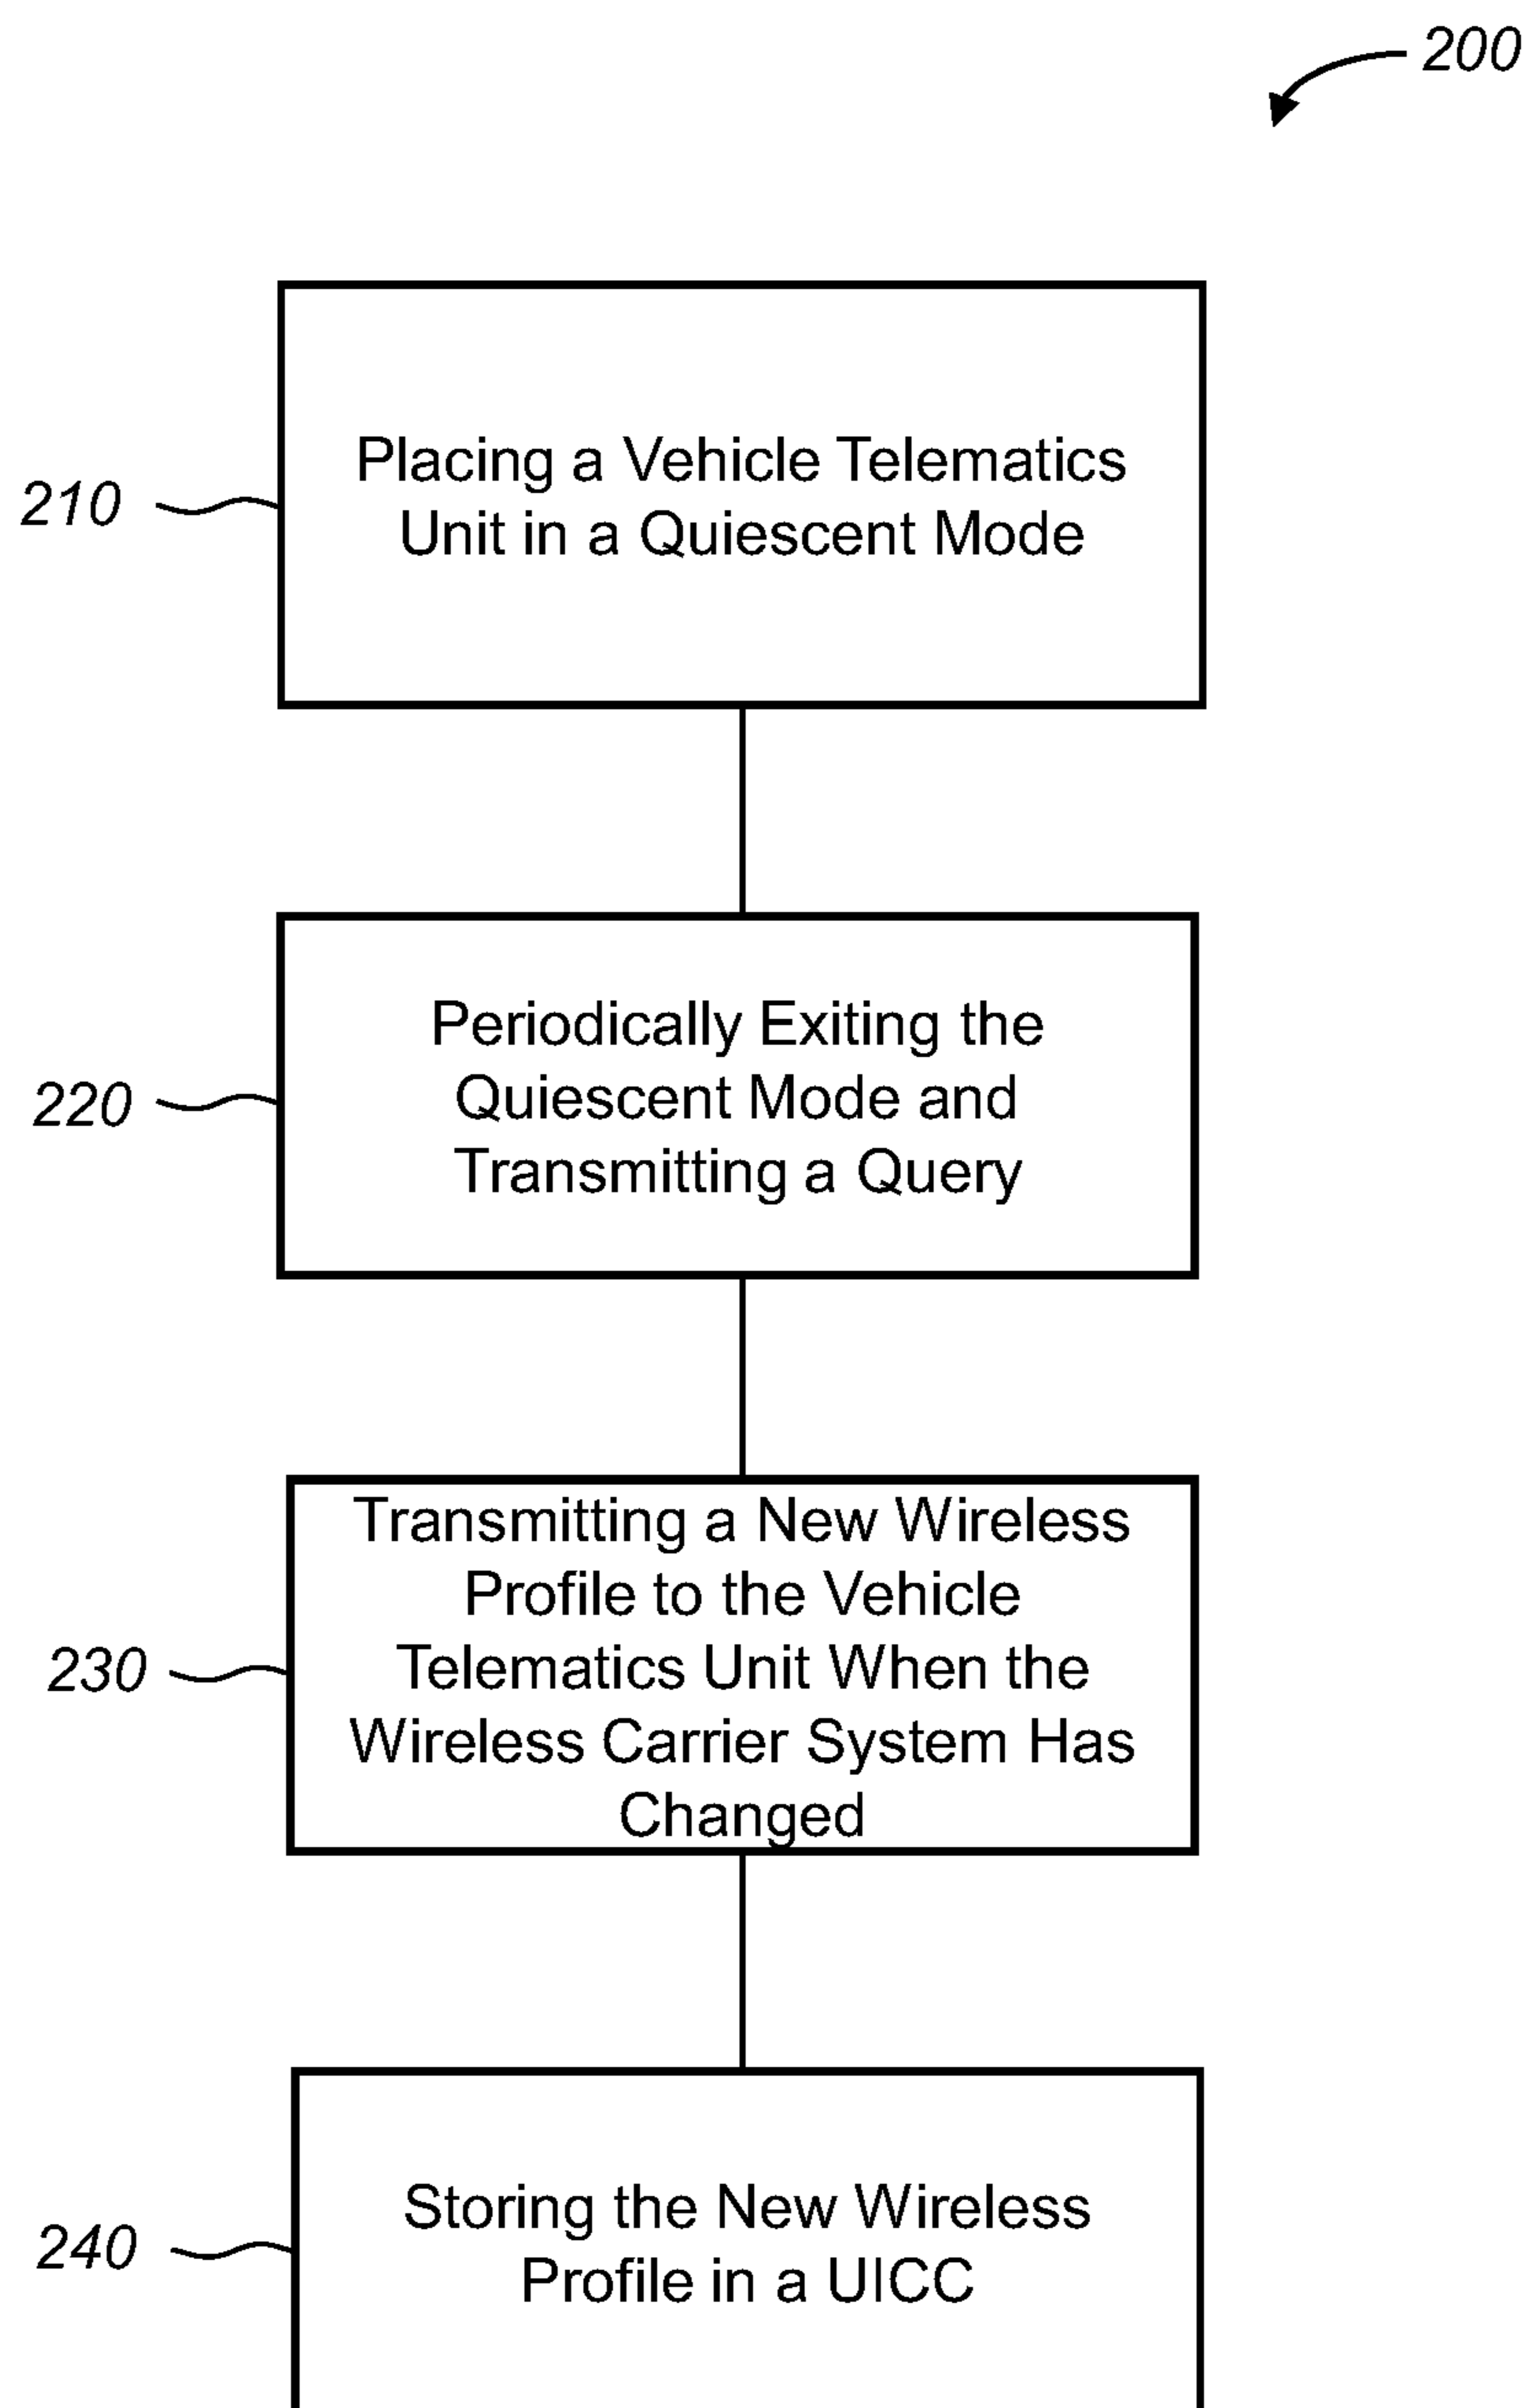 200
210
Placing a Vehicle Telematics
Unit in a Quiescent Mode
220
Periodically Exiting the
Quiescent Mode and
Transmitting a Query
230
Transmitting a New Wireless
Profile to the Vehicle
Telematics Unit When the
Wireless Carrier System Has
Changed
240
Storing the New Wireless
Profile in a UICC